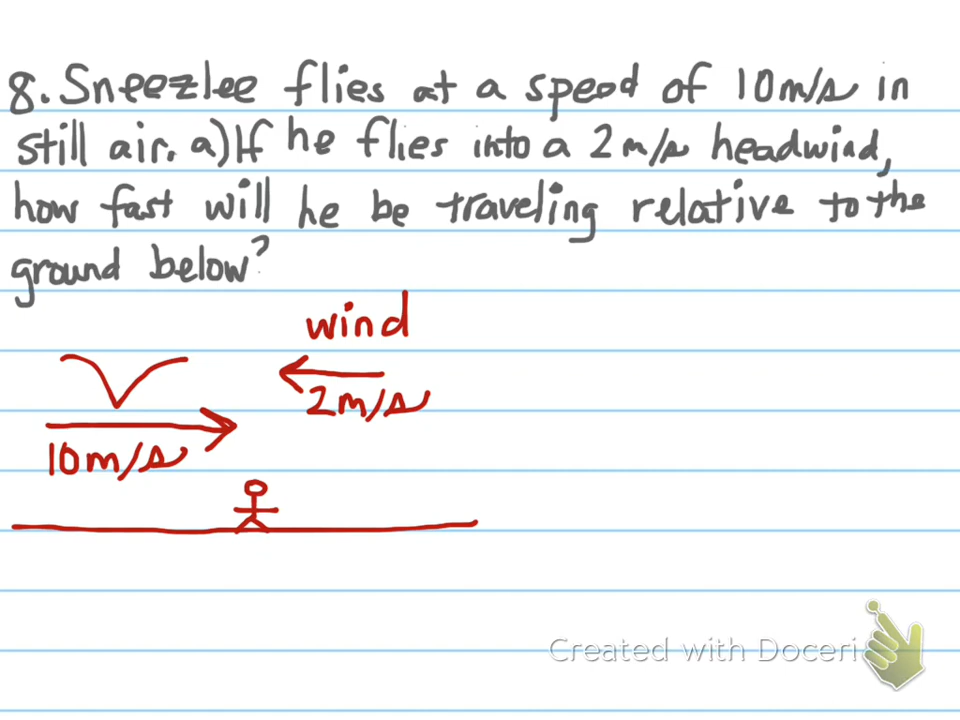 8. Sneezlee flies at a speed of 10m/s in
still air. a) If he flies into a 2m/s headwind,
how fast will he be traveling relative to the
ground below?
wind
2m/s
10m/s
Created with Doceri